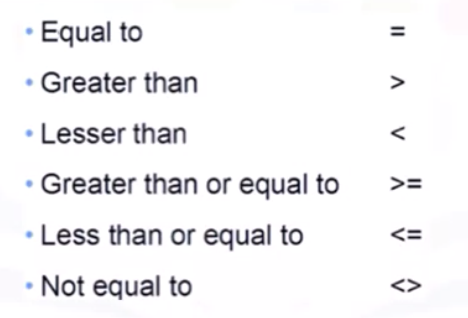 • Equal to =
• Greater than >
• Lesser than <
• Greater than or equal to >=
• Less than or equal to <=
• Not equal to <>